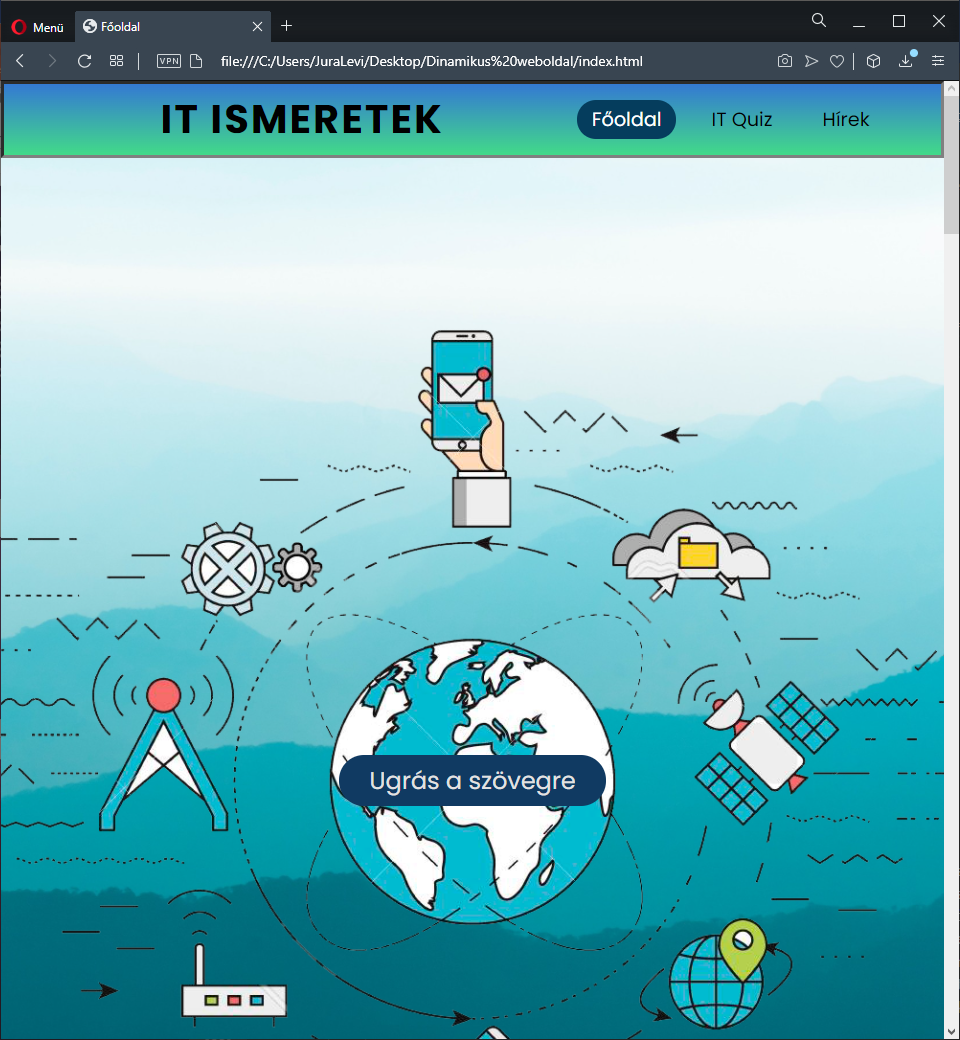 Menü
Főoldal
VPN
file:///C:/Users/JuraLevi/Desktop/Dinamikus%20weboldal/index.html
IT ISMERETEK
Főoldal
IT Quiz
Hírek
Ugrás a szövegre